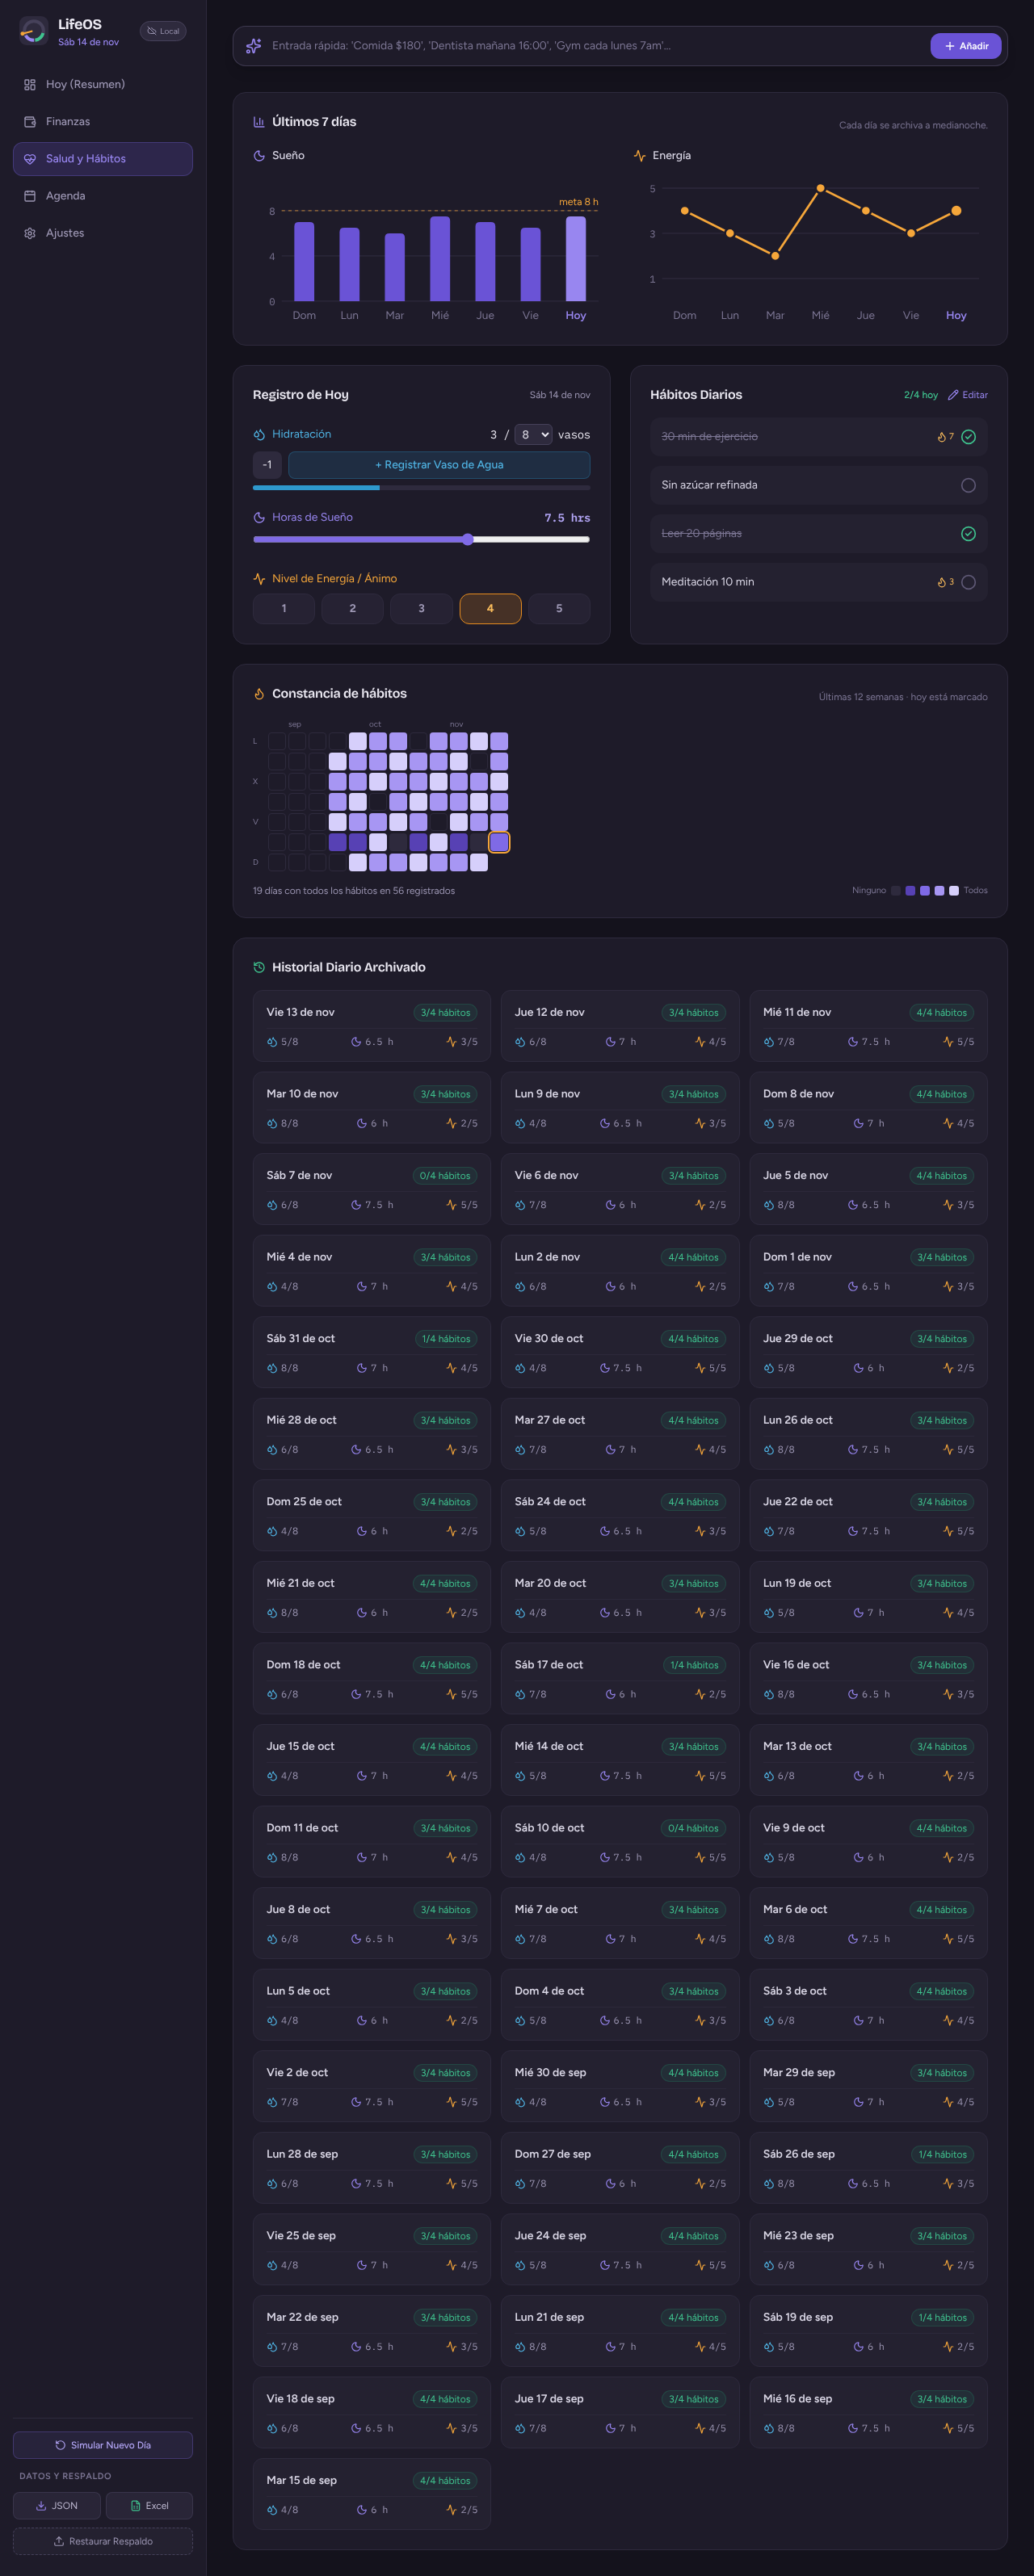 LifeOS
Sáb 14 de nov
Local
Hoy (Resumen)
Finanzas
Salud y Hábitos
Agenda
Ajustes
Entrada rápida: 'Comida $180', 'Dentista mañana 16:00', 'Gym cada lunes 7am'...
Añadir
Últimos 7 días
Cada día se archiva a medianoche.
Sueño
meta 8 h
8
4
0
Dom Lun Mar Mié Jue Vie Hoy
Energía
5
3
1
Dom Lun Mar Mié Jue Vie Hoy
Registro de Hoy
Sáb 14 de nov
Hidratación
3 / 8 vasos
-1
+ Registrar Vaso de Agua
Horas de Sueño
7.5 hrs
Nivel de Energía / Ánimo
1 2 3 4 5
Hábitos Diarios
2/4 hoy
Editar
30 min de ejercicio
7
Sin azúcar refinada
Leer 20 páginas
Meditación 10 min
3
Constancia de hábitos
Últimas 12 semanas · hoy está marcado
sep oct nov
L
X
V
D
19 días con todos los hábitos en 56 registrados
Ninguno
Todos
Historial Diario Archivado
Vie 13 de nov 3/4 hábitos
5/8 6.5 h 3/5
Jue 12 de nov 3/4 hábitos
6/8 7 h 4/5
Mié 11 de nov 4/4 hábitos
7/8 7.5 h 5/5
Mar 10 de nov 3/4 hábitos
8/8 6 h 2/5
Lun 9 de nov 3/4 hábitos
4/8 6.5 h 3/5
Dom 8 de nov 4/4 hábitos
5/8 7 h 4/5
Sáb 7 de nov 0/4 hábitos
6/8 7.5 h 5/5
Vie 6 de nov 3/4 hábitos
7/8 6 h 2/5
Jue 5 de nov 4/4 hábitos
8/8 6.5 h 3/5
Mié 4 de nov 3/4 hábitos
4/8 7 h 4/5
Lun 2 de nov 4/4 hábitos
6/8 6 h 2/5
Dom 1 de nov 3/4 hábitos
7/8 6.5 h 3/5
Sáb 31 de oct 1/4 hábitos
8/8 7 h 4/5
Vie 30 de oct 4/4 hábitos
4/8 7.5 h 5/5
Jue 29 de oct 3/4 hábitos
5/8 6 h 2/5
Mié 28 de oct 3/4 hábitos
6/8 6.5 h 3/5
Mar 27 de oct 4/4 hábitos
7/8 7 h 4/5
Lun 26 de oct 3/4 hábitos
8/8 7.5 h 5/5
Dom 25 de oct 3/4 hábitos
4/8 6 h 2/5
Sáb 24 de oct 4/4 hábitos
5/8 6.5 h 3/5
Jue 22 de oct 3/4 hábitos
7/8 7.5 h 5/5
Mié 21 de oct 4/4 hábitos
8/8 6 h 2/5
Mar 20 de oct 3/4 hábitos
4/8 6.5 h 3/5
Lun 19 de oct 3/4 hábitos
5/8 7 h 4/5
Dom 18 de oct 4/4 hábitos
6/8 7.5 h 5/5
Sáb 17 de oct 1/4 hábitos
7/8 6 h 2/5
Vie 16 de oct 3/4 hábitos
8/8 6.5 h 3/5
Jue 15 de oct 4/4 hábitos
4/8 7 h 4/5
Mié 14 de oct 3/4 hábitos
5/8 7.5 h 5/5
Mar 13 de oct 3/4 hábitos
6/8 6 h 2/5
Dom 11 de oct 3/4 hábitos
8/8 7 h 4/5
Sáb 10 de oct 0/4 hábitos
4/8 7.5 h 5/5
Vie 9 de oct 4/4 hábitos
5/8 6 h 2/5
Jue 8 de oct 3/4 hábitos
6/8 6.5 h 3/5
Mié 7 de oct 3/4 hábitos
7/8 7 h 4/5
Mar 6 de oct 4/4 hábitos
8/8 7.5 h 5/5
Lun 5 de oct 3/4 hábitos
4/8 6 h 2/5
Dom 4 de oct 3/4 hábitos
5/8 6.5 h 3/5
Sáb 3 de oct 4/4 hábitos
6/8 7 h 4/5
Vie 2 de oct 3/4 hábitos
7/8 7.5 h 5/5
Mié 30 de sep 4/4 hábitos
4/8 6.5 h 3/5
Mar 29 de sep 3/4 hábitos
5/8 7 h 4/5
Lun 28 de sep 3/4 hábitos
6/8 7.5 h 5/5
Dom 27 de sep 4/4 hábitos
7/8 6 h 2/5
Sáb 26 de sep 1/4 hábitos
8/8 6.5 h 3/5
Vie 25 de sep 3/4 hábitos
4/8 7 h 4/5
Jue 24 de sep 4/4 hábitos
5/8 7.5 h 5/5
Mié 23 de sep 3/4 hábitos
6/8 6 h 2/5
Mar 22 de sep 3/4 hábitos
7/8 6.5 h 3/5
Lun 21 de sep 4/4 hábitos
8/8 7 h 4/5
Sáb 19 de sep 1/4 hábitos
5/8 6 h 2/5
Vie 18 de sep 4/4 hábitos
6/8 6.5 h 3/5
Jue 17 de sep 3/4 hábitos
7/8 7 h 4/5
Mié 16 de sep 3/4 hábitos
8/8 7.5 h 5/5
Mar 15 de sep 4/4 hábitos
4/8 6 h 2/5
Simular Nuevo Día
DATOS Y RESPALDO
JSON
Excel
Restaurar Respaldo